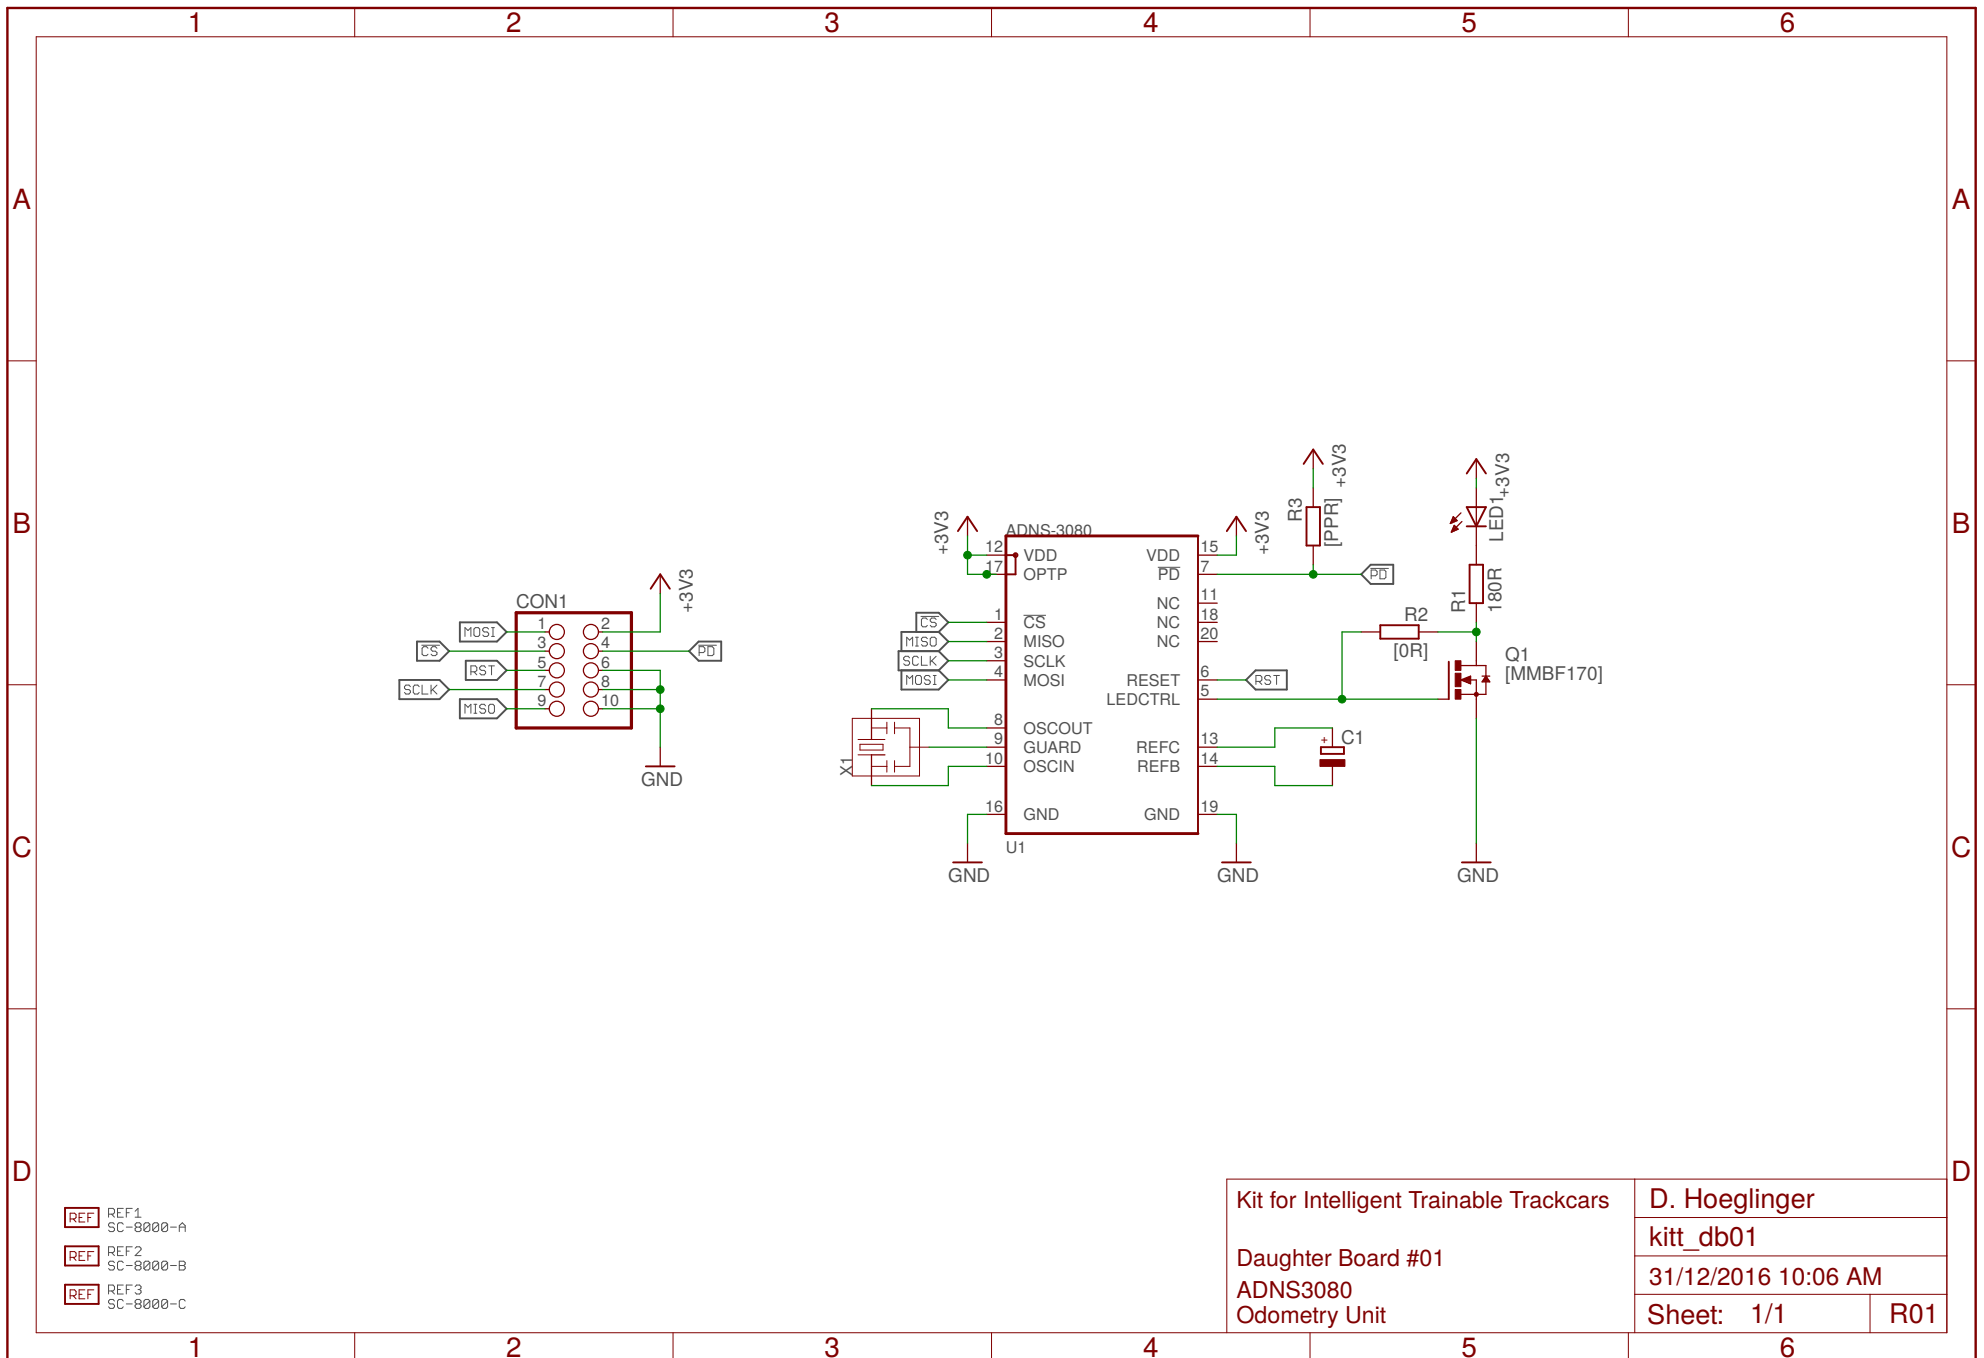 1 2 3 4 5 6
A A
B B
C C
D D
CON1
+3V3
MOSI 1 2
CS 3 4 PD
RST 5 6
SCLK 7 8
MISO 9 10
GND
ADNS-3080
+3V3
12 VDD
17 OPTP
CS 1 CS
MISO 2 MISO
SCLK 3 SCLK
MOSI 4 MOSI
8 OSCOUT
9 GUARD
10 OSCIN
X1
16 GND
GND
U1
+3V3
VDD 15
PD 7 PD
NC 11
NC 18
NC 20
RESET 6 RST
LEDCTRL 5
REFC 13
REFB 14
GND 19
GND
+3V3
R3
[PPR]
+
C1
+3V3
LED1
R1
180R
R2
[0R]
Q1
[MMBF170]
GND
REF REF1
SC-8000-A
REF REF2
SC-8000-B
REF REF3
SC-8000-C
Kit for Intelligent Trainable Trackcars
Daughter Board #01
ADNS3080
Odometry Unit
D. Hoeglinger
kitt_db01
31/12/2016 10:06 AM
Sheet: 1/1 R01
1 2 3 4 5 6